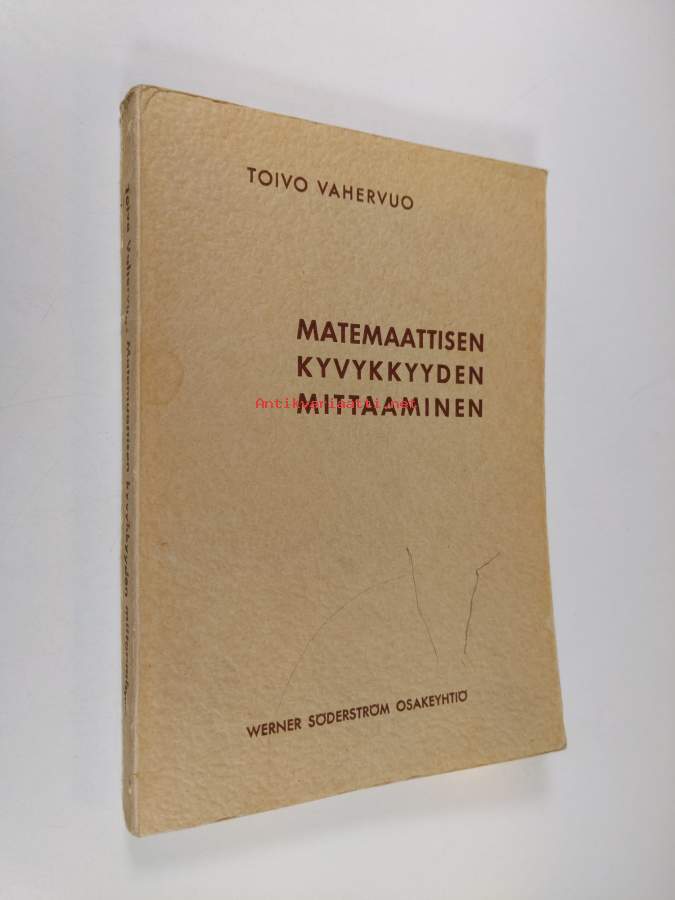 TOIVO VAHERVUO
MATEMAATTISEN
KYVYKKYYDEN
Antikvariaatti.net
MITTAAMINEN
WERNER SÖDERSTRÖM OSAKEYHTIÖ
Toivo Vahervuo: Matemaattisen kyvykkyyden mittaaminen